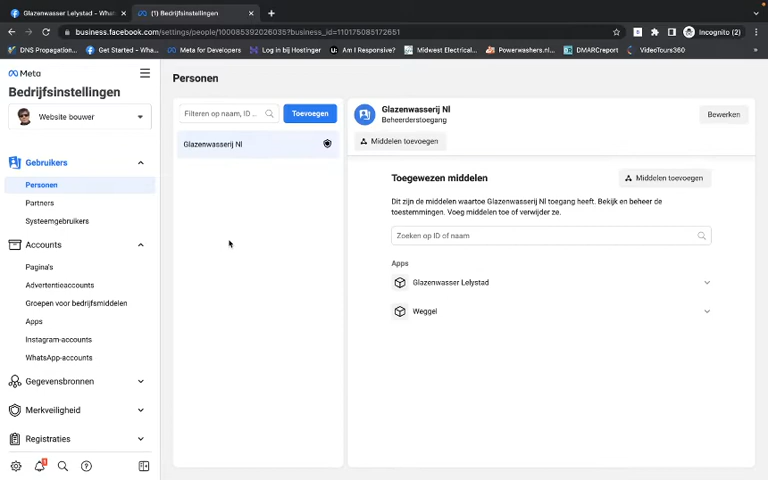 Glazenwasser Lelystad - Whats
(1) Bedrijfsinstellingen
business.facebook.com/settings/people/100085392026035?business_id=1101750851172651
Incognito (2)
DNS Propagation...
Get Started - Wha...
Meta for Developers
Log in bij Hostinger
Am I Responsive?
Midwest Electrical...
Powerwashers.nl...
DMARCreport
VideoTours360
Meta
Bedrijfsinstellingen
Website bouwer
Gebruikers
Personen
Partners
Systeemgebruikers
Accounts
Pagina's
Advertentieaccounts
Groepen voor bedrijfsmiddelen
Apps
Instagram-accounts
WhatsApp-accounts
Gegevensbronnen
Merkveiligheid
Registraties
Personen
Filteren op naam, ID ...
Toevoegen
Glazenwasserij Nl
Glazenwasserij Nl
Beheerderstoegang
Bewerken
Middelen toevoegen
Toegewezen middelen
Middelen toevoegen
Dit zijn de middelen waartoe Glazenwasserij Nl toegang heeft. Bekijk en beheer de
toestemmingen. Voeg middelen toe of verwijder ze.
Zoeken op ID of naam
Apps
Glazenwasser Lelystad
Weggel